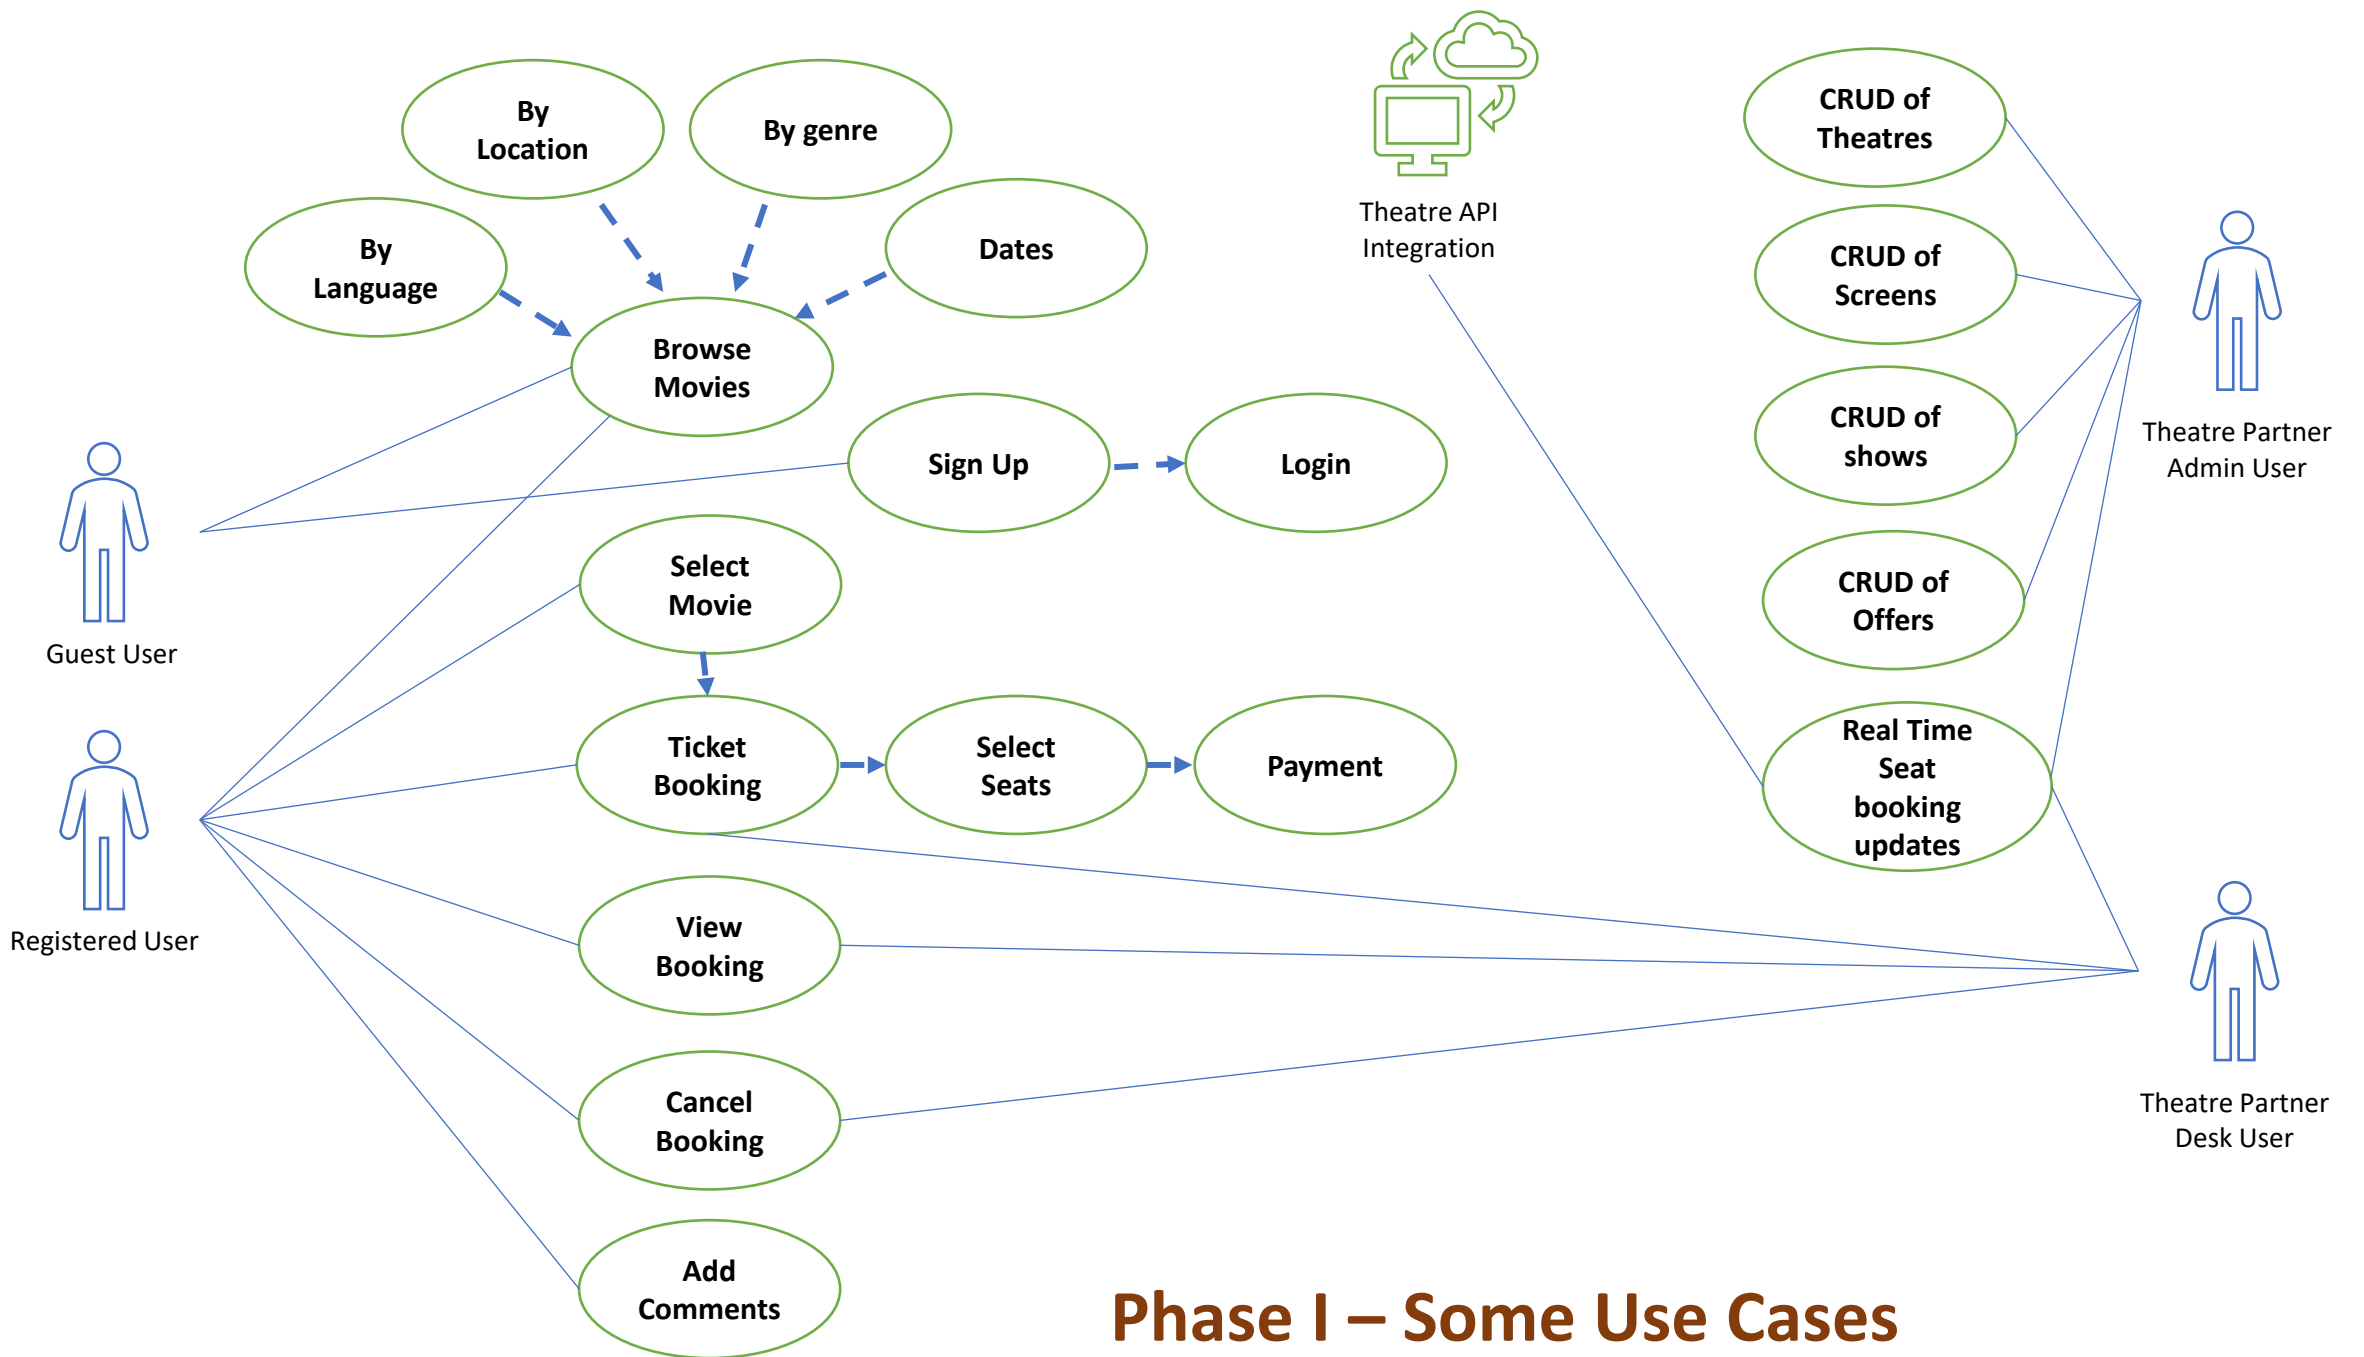 By
Location
By genre
By
Language
Dates
Browse
Movies
Sign Up
Login
Select
Movie
Ticket
Booking
Select
Seats
Payment
View
Booking
Cancel
Booking
Add
Comments
Guest User
Registered User
Theatre API
Integration
CRUD of
Theatres
CRUD of
Screens
CRUD of
shows
CRUD of
Offers
Real Time
Seat
booking
updates
Theatre Partner
Admin User
Theatre Partner
Desk User
Phase I – Some Use Cases